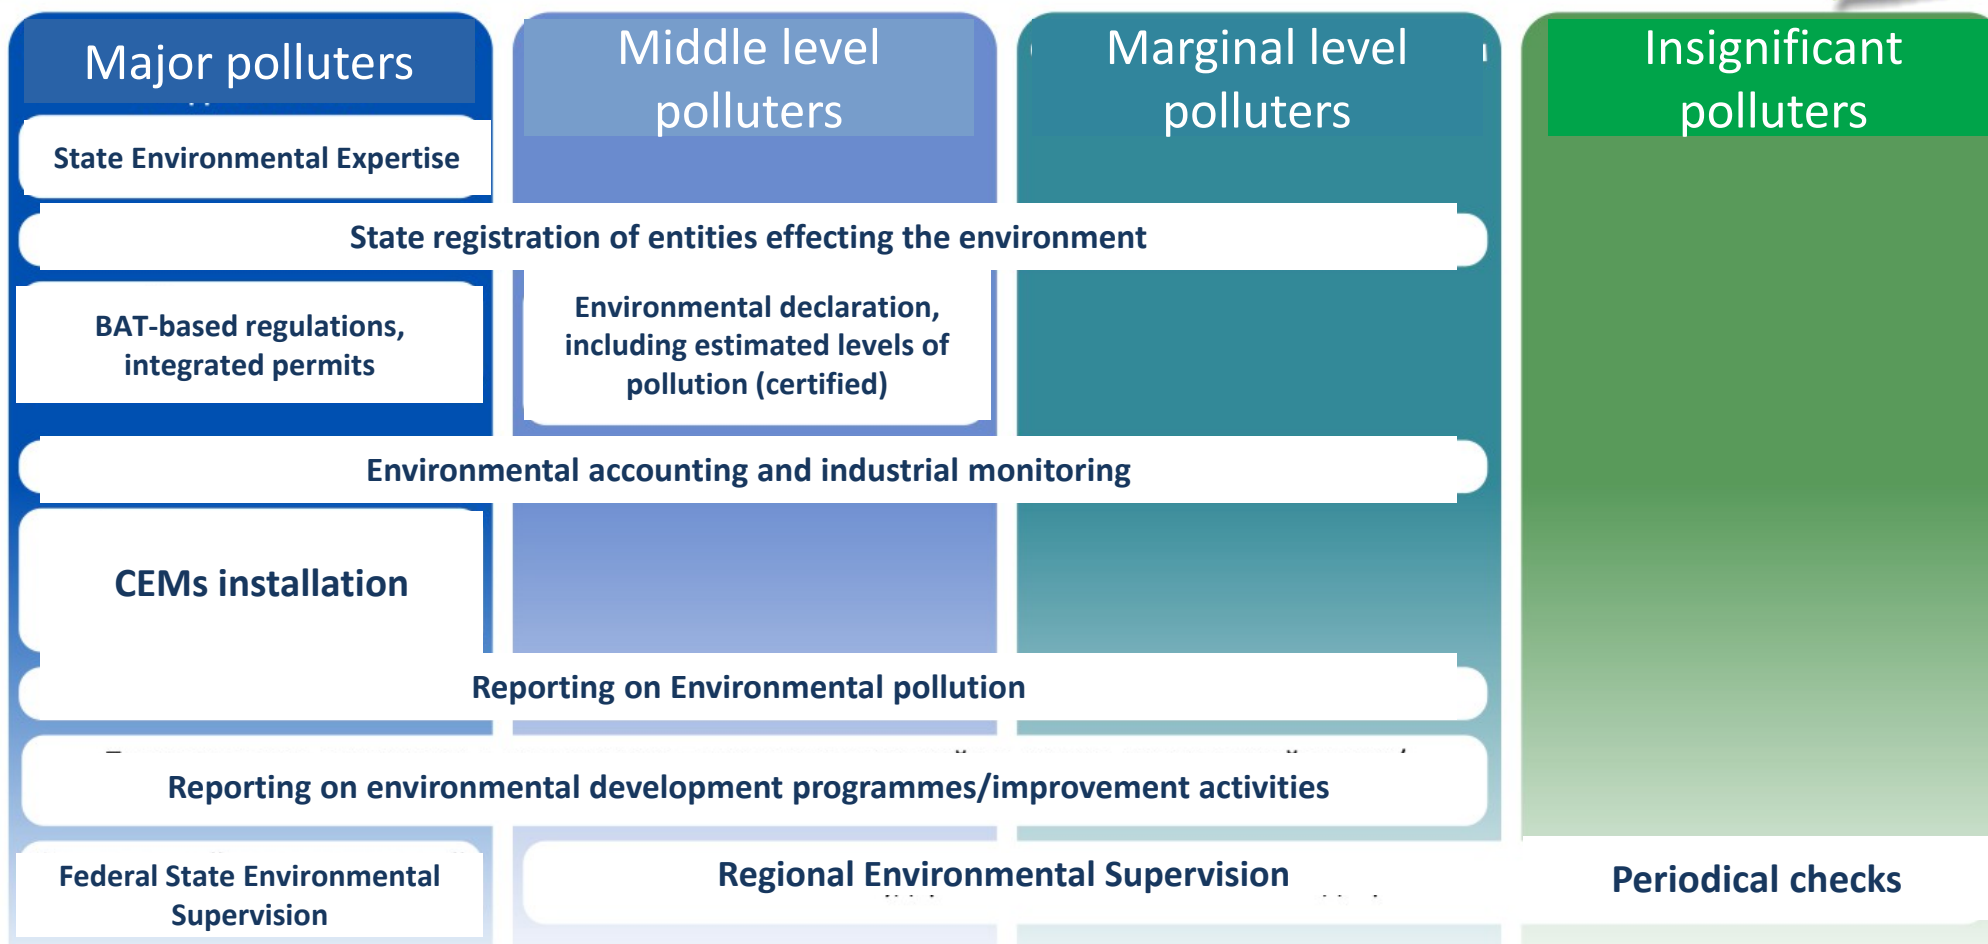 Major polluters
Middle level
polluters
Marginal level
polluters
Insignificant
polluters
State Environmental Expertise
State registration of entities effecting the environment
BAT-based regulations,
integrated permits
Environmental declaration,
including estimated levels of
pollution (certified)
Environmental accounting and industrial monitoring
CEMs installation
Reporting on Environmental pollution
Reporting on environmental development programmes/improvement activities
Federal State Environmental
Supervision
Regional Environmental Supervision
Periodical checks